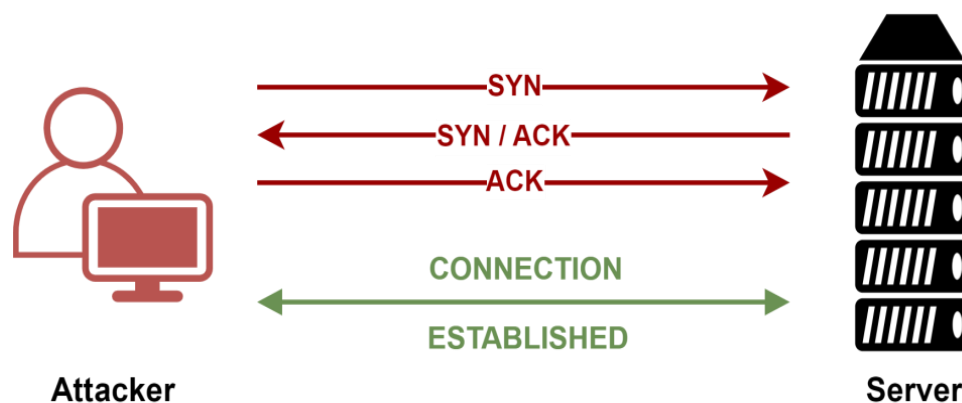 SYN
SYN / ACK
ACK
CONNECTION
ESTABLISHED
Attacker
Server